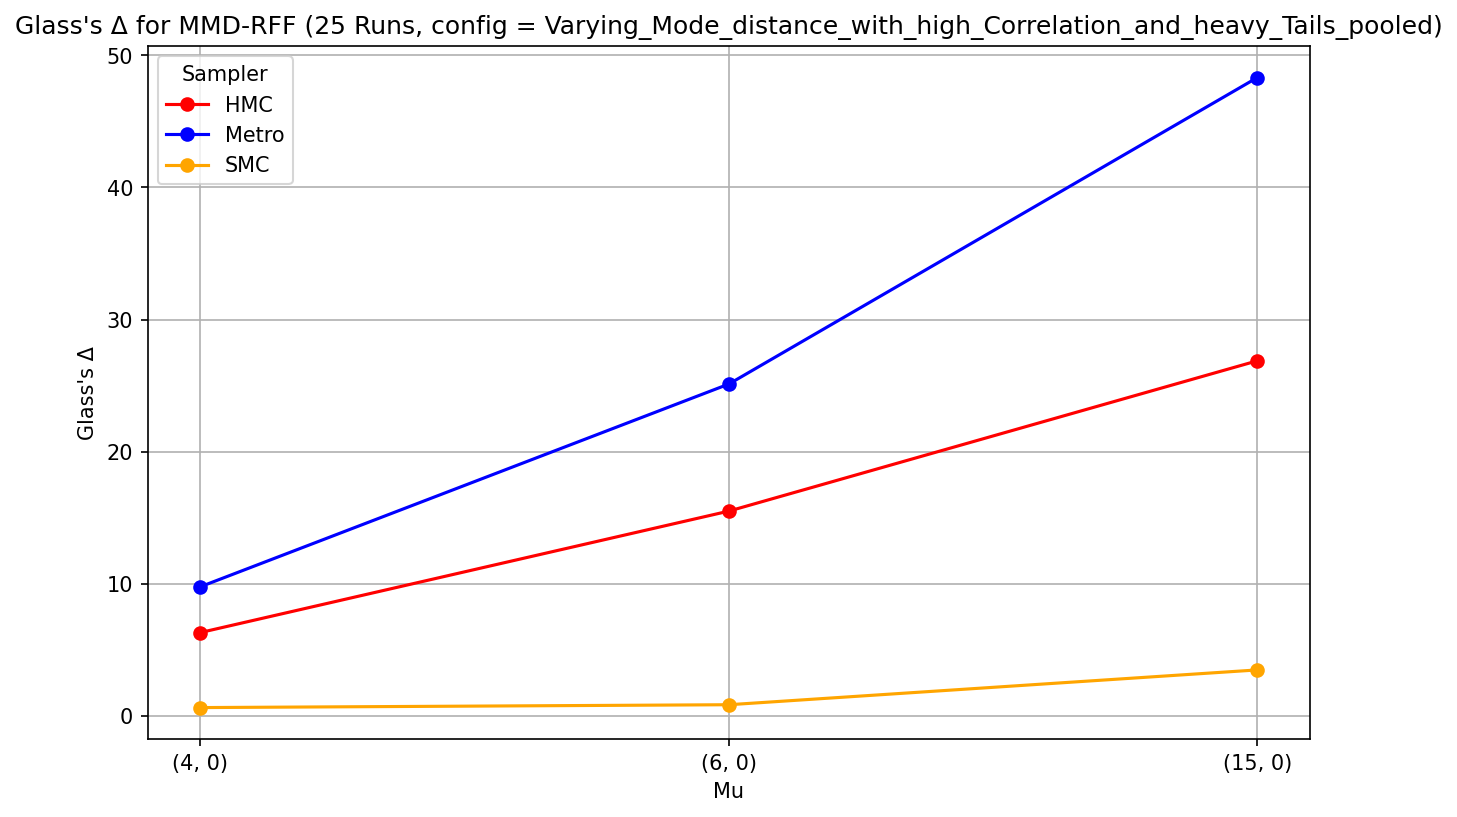 Glass's Δ for MMD-RFF (25 Runs, config = Varying_Mode_distance_with_high_Correlation_and_heavy_Tails_pooled)
Sampler
HMC
Metro
SMC
50
40
30
20
10
0
Glass's Δ
(4, 0)
(6, 0)
(15, 0)
Mu